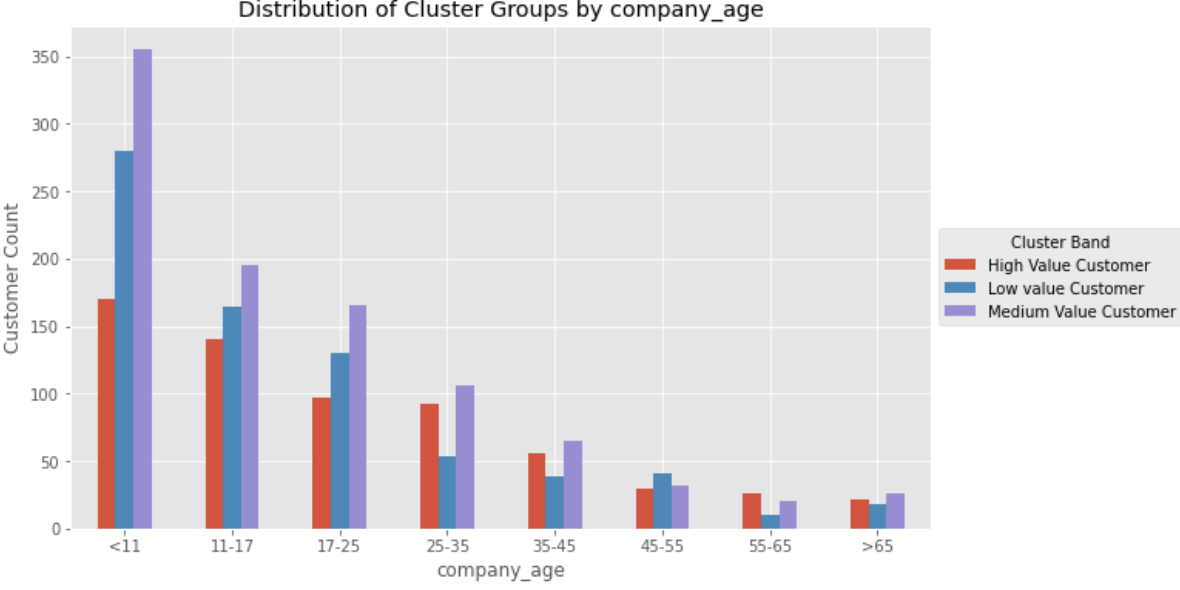 Distribution of Cluster Groups by company_age
350
300
250
200
150
100
50
0
Customer Count
<11 11-17 17-25 25-35 35-45 45-55 55-65 >65
company_age
Cluster Band
High Value Customer
Low value Customer
Medium Value Customer